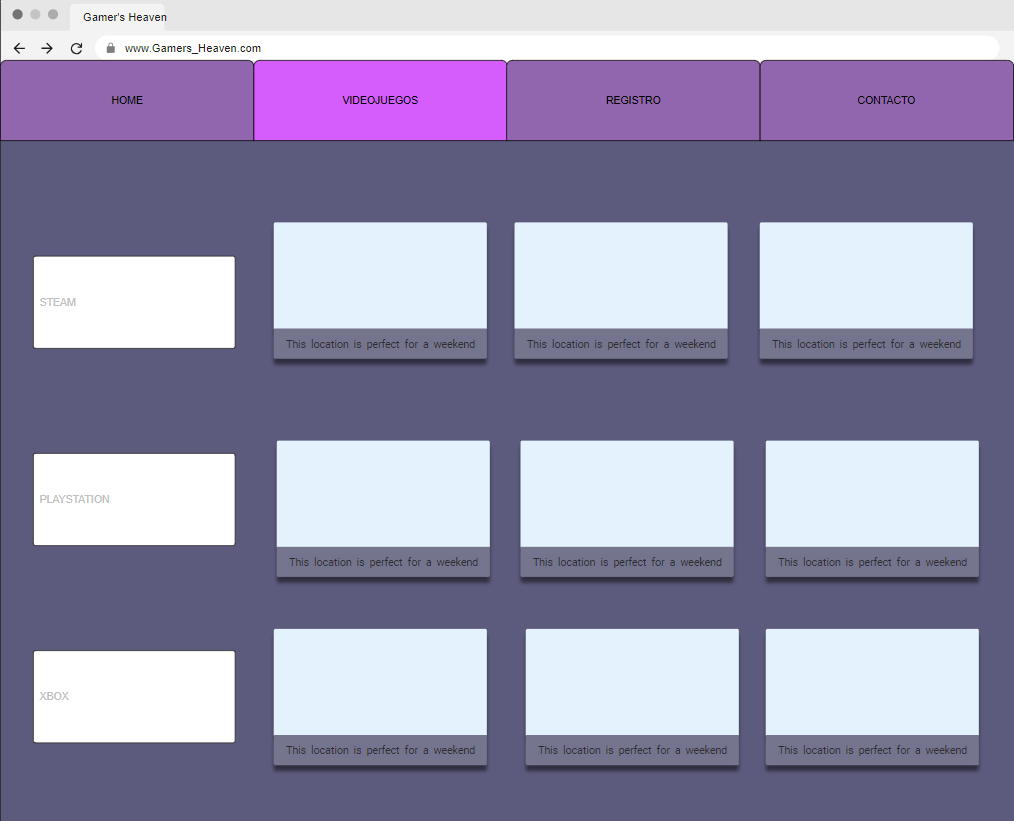 Gamer's Heaven
www.Gamers_Heaven.com
HOME VIDEOJUEGOS REGISTRO CONTACTO
STEAM
This location is perfect for a weekend This location is perfect for a weekend This location is perfect for a weekend
PLAYSTATION
This location is perfect for a weekend This location is perfect for a weekend This location is perfect for a weekend
XBOX
This location is perfect for a weekend This location is perfect for a weekend This location is perfect for a weekend